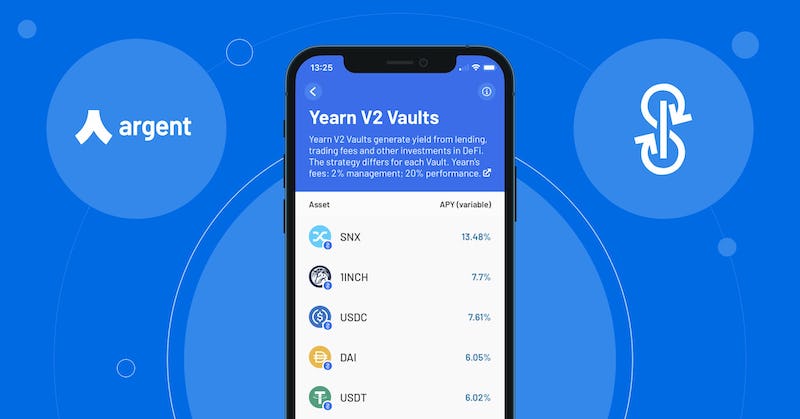 argent
13:25
Yearn V2 Vaults
Yearn V2 Vaults generate yield from lending,
trading fees and other investments in DeFi.
The strategy differs for each Vault. Yearn's
fees: 2% management; 20% performance.
Asset APY (variable)
SNX 13.48%
1INCH 7.7%
USDC 7.61%
DAI 6.05%
USDT 6.02%